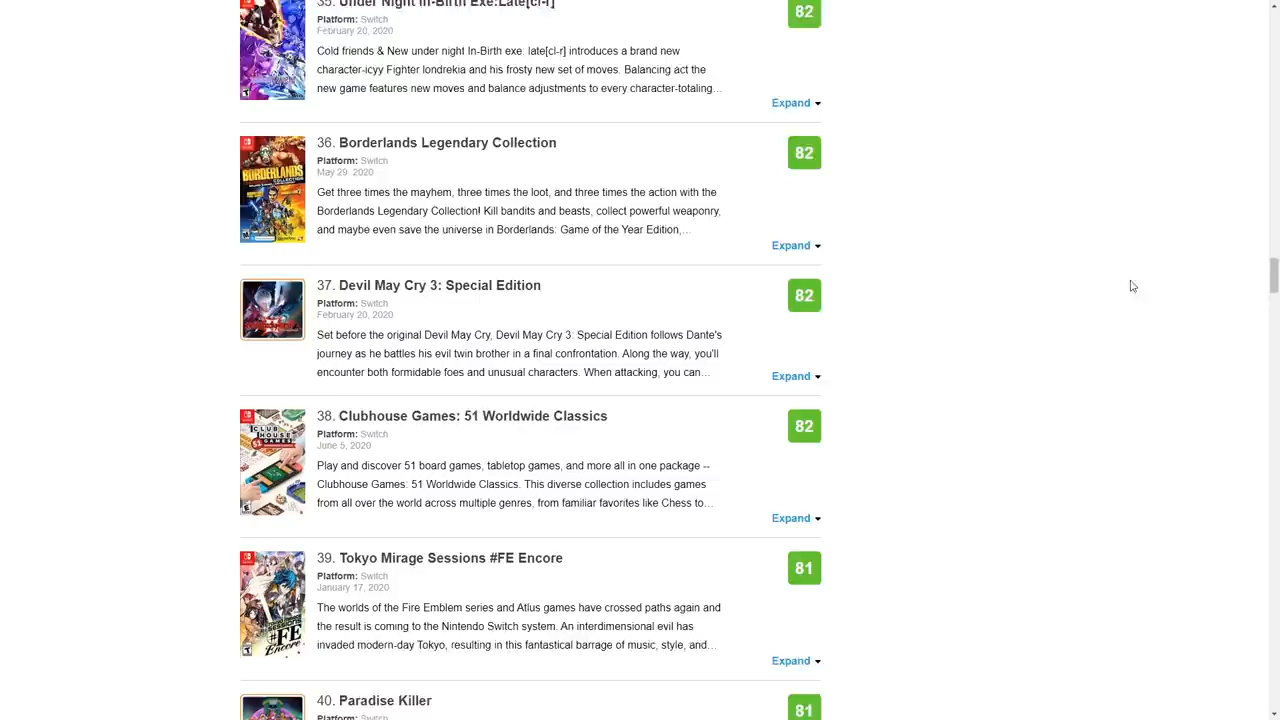 35. Under Night In-Birth Exe:Late[cl-r]
82
Platform: Switch
February 20, 2020
Cold friends & New under night In-Birth exe: late[cl-r] introduces a brand new
character-icyy Fighter londrekia and his frosty new set of moves. Balancing act the
new game features new moves and balance adjustments to every character-totaling...
Expand
36. Borderlands Legendary Collection
82
Platform: Switch
May 29, 2020
Get three times the mayhem, three times the loot, and three times the action with the
Borderlands Legendary Collection! Kill bandits and beasts, collect powerful weaponry,
and maybe even save the universe in Borderlands: Game of the Year Edition,...
Expand
BORDERLANDS
COLLECTION
37. Devil May Cry 3: Special Edition
82
Platform: Switch
February 20, 2020
Set before the original Devil May Cry, Devil May Cry 3: Special Edition follows Dante's
journey as he battles his evil twin brother in a final confrontation. Along the way, you'll
encounter both formidable foes and unusual characters. When attacking, you can...
Expand
38. Clubhouse Games: 51 Worldwide Classics
82
Platform: Switch
June 5, 2020
Play and discover 51 board games, tabletop games, and more all in one package --
Clubhouse Games: 51 Worldwide Classics. This diverse collection includes games
from all over the world across multiple genres, from familiar favorites like Chess to...
Expand
CLUB
HOUSE
GAMES
51
39. Tokyo Mirage Sessions #FE Encore
81
Platform: Switch
January 17, 2020
The worlds of the Fire Emblem series and Atlus games have crossed paths again and
the result is coming to the Nintendo Switch system. An interdimensional evil has
invaded modern-day Tokyo, resulting in this fantastical barrage of music, style, and...
Expand
SESSIONS
#FE
Encore
40. Paradise Killer
81
Platform: Switch